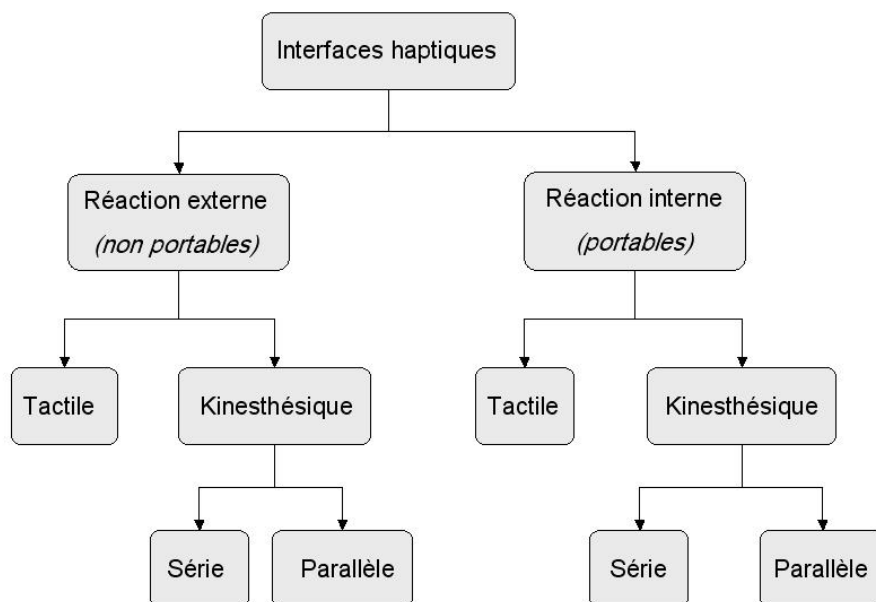 Interfaces haptiques
Réaction externe
(non portables)
Réaction interne
(portables)
Tactile
Kinesthésique
Tactile
Kinesthésique
Série
Parallèle
Série
Parallèle